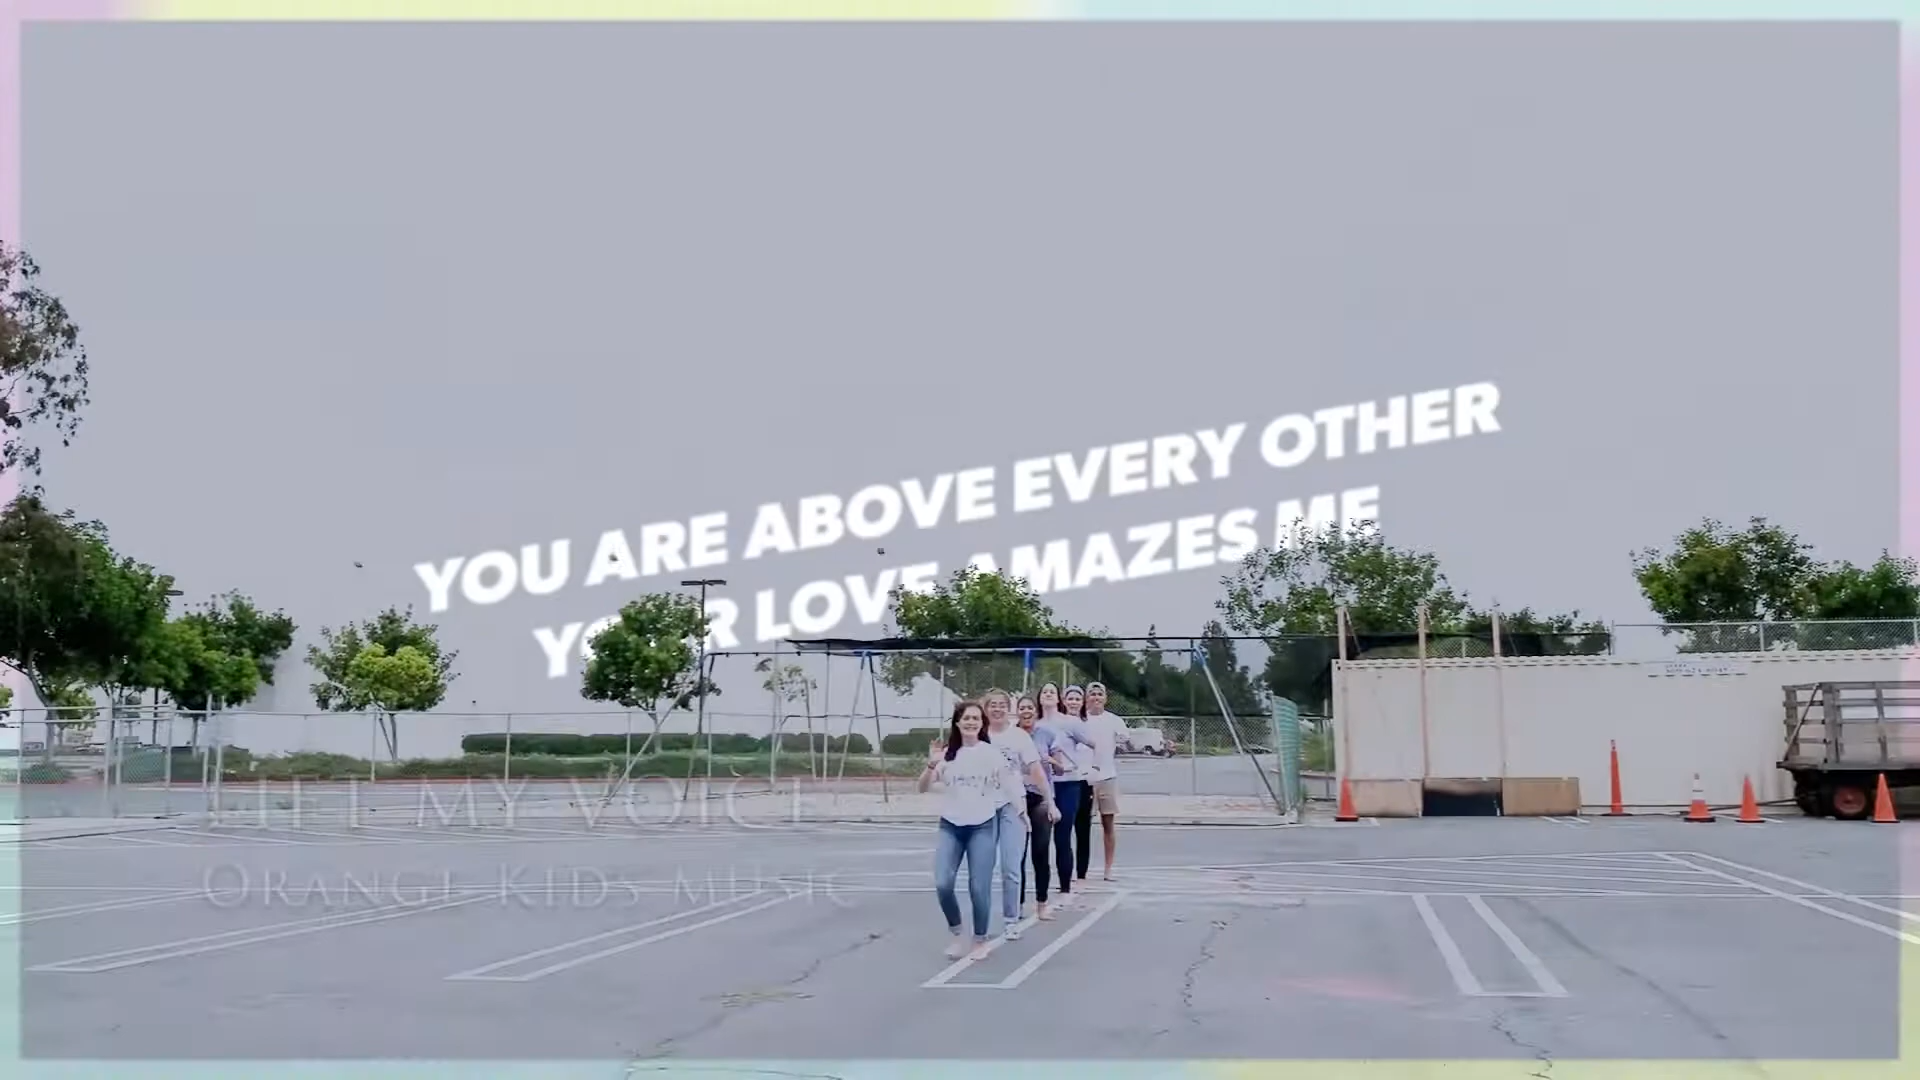 YOU ARE ABOVE EVERY OTHER
YOUR LOVE AMAZES ME
LIFT MY VOICE
ORANGE KIDS MUSIC